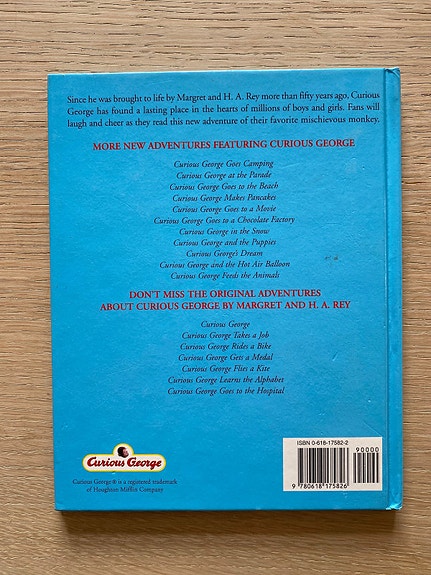 Since he was brought to life by Margret and H. A. Rey more than fifty years ago, Curious
George has found a lasting place in the hearts of millions of boys and girls. Fans will
laugh and cheer as they read this new adventure of their favorite mischievous monkey.
MORE NEW ADVENTURES FEATURING CURIOUS GEORGE
Curious George Goes Camping
Curious George at the Parade
Curious George Goes to the Beach
Curious George Makes Pancakes
Curious George Goes to a Movie
Curious George Goes to a Chocolate Factory
Curious George in the Snow
Curious George and the Puppies
Curious George's Dream
Curious George and the Hot Air Balloon
Curious George Feeds the Animals
DON'T MISS THE ORIGINAL ADVENTURES
ABOUT CURIOUS GEORGE BY MARGRET AND H. A. REY
Curious George
Curious George Takes a Job
Curious George Rides a Bike
Curious George Gets a Medal
Curious George Flies a Kite
Curious George Learns the Alphabet
Curious George Goes to the Hospital
Curious George
Curious George ® is a registered trademark
of Houghton Mifflin Company
ISBN 0-618-17582-2
90000
9 780618 175826